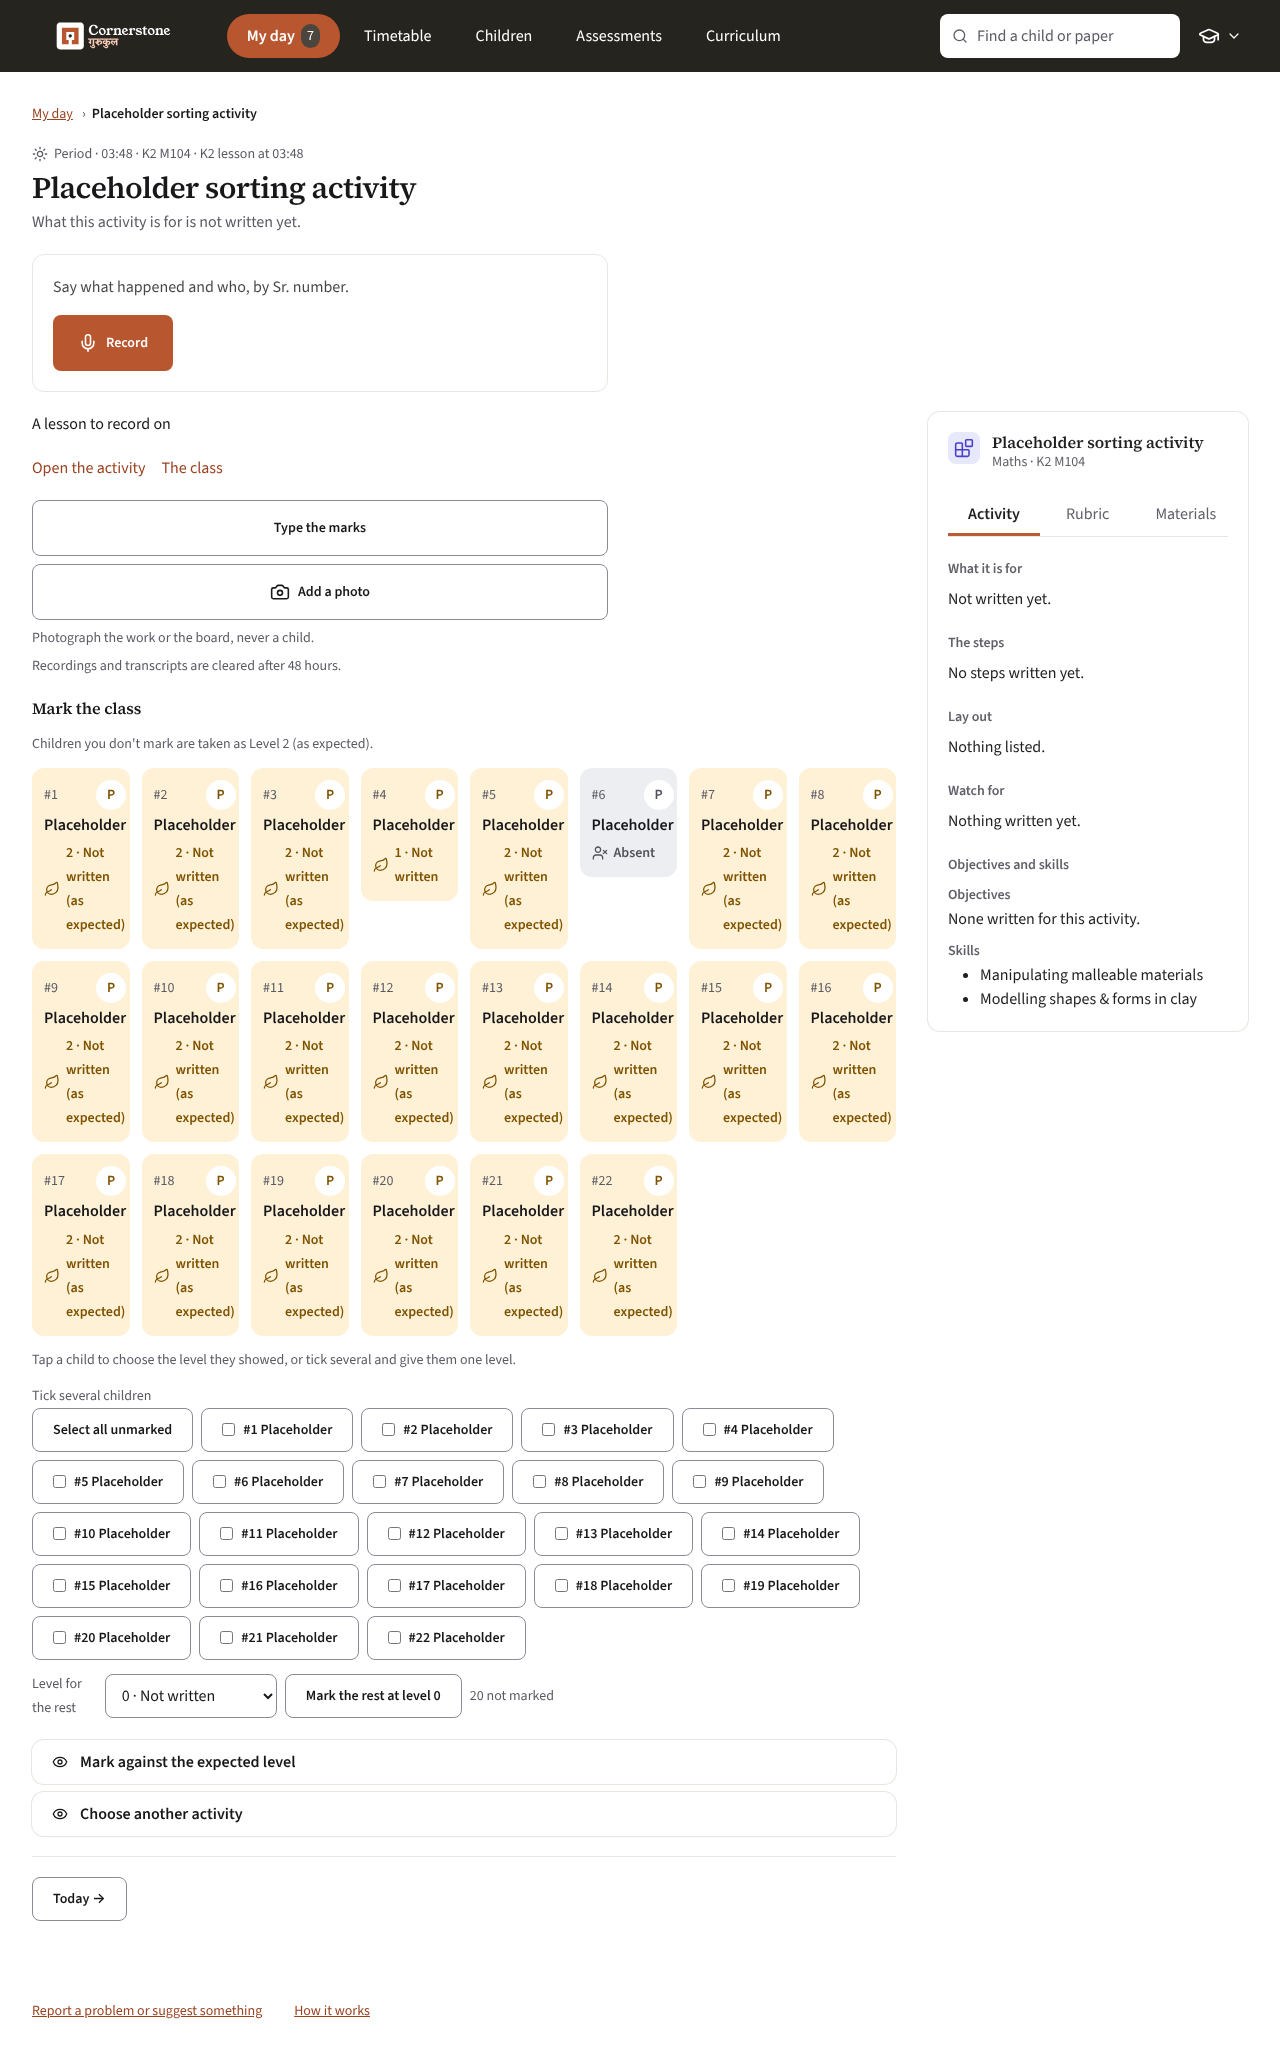 Cornerstone
गुरुकुल
My day 7
Timetable
Children
Assessments
Curriculum
Find a child or paper
My day › Placeholder sorting activity
Period · 03:48 · K2 M104 · K2 lesson at 03:48
Placeholder sorting activity
What this activity is for is not written yet.
Say what happened and who, by Sr. number.
Record
A lesson to record on
Open the activity The class
Type the marks
Add a photo
Photograph the work or the board, never a child.
Recordings and transcripts are cleared after 48 hours.
Placeholder sorting activity
Maths · K2 M104
Activity Rubric Materials
What it is for
Not written yet.
The steps
No steps written yet.
Lay out
Nothing listed.
Watch for
Nothing written yet.
Objectives and skills
Objectives
None written for this activity.
Skills
• Manipulating malleable materials
• Modelling shapes & forms in clay
Mark the class
Children you don't mark are taken as Level 2 (as expected).
#1 P #2 P #3 P #4 P #5 P #6 P #7 P #8 P
Placeholder Placeholder Placeholder Placeholder Placeholder Placeholder Placeholder Placeholder
2 · Not 2 · Not 2 · Not 1 · Not 2 · Not Absent 2 · Not 2 · Not
written written written written written written written
(as (as (as (as (as (as
expected) expected) expected) expected) expected) expected)
#9 P #10 P #11 P #12 P #13 P #14 P #15 P #16 P
Placeholder Placeholder Placeholder Placeholder Placeholder Placeholder Placeholder Placeholder
2 · Not 2 · Not 2 · Not 2 · Not 2 · Not 2 · Not 2 · Not 2 · Not
written written written written written written written written
(as (as (as (as (as (as (as (as
expected) expected) expected) expected) expected) expected) expected) expected)
#17 P #18 P #19 P #20 P #21 P #22 P
Placeholder Placeholder Placeholder Placeholder Placeholder Placeholder
2 · Not 2 · Not 2 · Not 2 · Not 2 · Not 2 · Not
written written written written written written
(as (as (as (as (as (as
expected) expected) expected) expected) expected) expected)
Tap a child to choose the level they showed, or tick several and give them one level.
Tick several children
Select all unmarked #1 Placeholder #2 Placeholder #3 Placeholder #4 Placeholder
#5 Placeholder #6 Placeholder #7 Placeholder #8 Placeholder #9 Placeholder
#10 Placeholder #11 Placeholder #12 Placeholder #13 Placeholder #14 Placeholder
#15 Placeholder #16 Placeholder #17 Placeholder #18 Placeholder #19 Placeholder
#20 Placeholder #21 Placeholder #22 Placeholder
Level for
the rest
0 · Not written Mark the rest at level 0 20 not marked
Mark against the expected level
Choose another activity
Today →
Report a problem or suggest something How it works